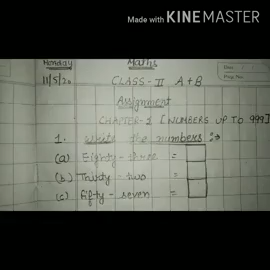 Made with KINEMASTER
Monday Maths
11/5/20 CLASS-II A+B
Assignment
CHAPTER-1 [NUMBERS UP TO 999]
1. write the numbers :→
(a) Eighty - three =
(b) Thirty - two =
(c) Fifty - seven =